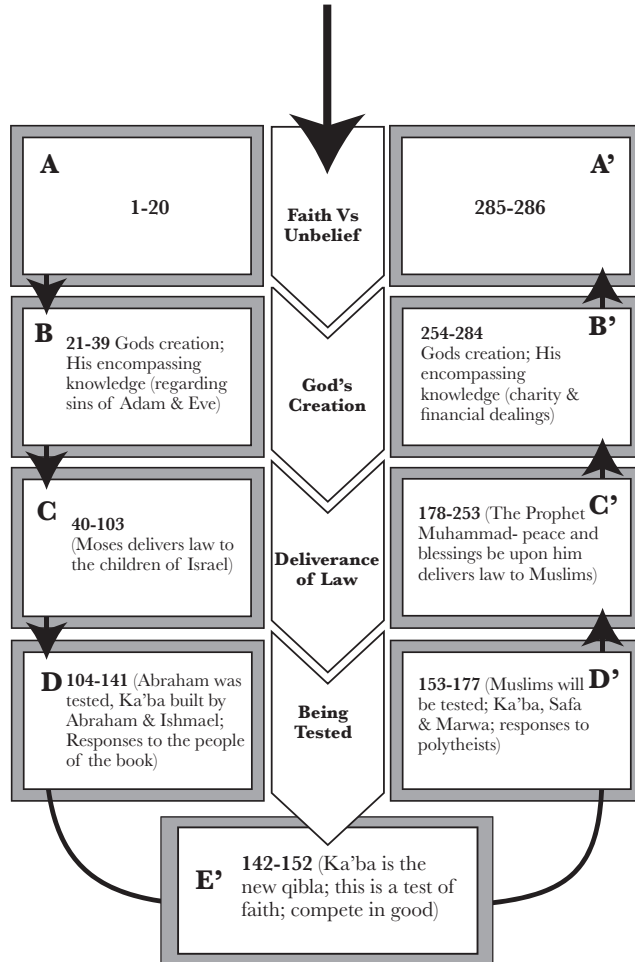 A
1-20
Faith Vs
Unbelief
A’
285-286
B
21-39 Gods creation;
His encompassing
knowledge (regarding
sins of Adam & Eve)
God’s
Creation
B’
254-284
Gods creation; His
encompassing
knowledge (charity &
financial dealings)
C
40-103
(Moses delivers law to
the children of Israel)
Deliverance
of Law
C’
178-253 (The Prophet
Muhammad- peace and
blessings be upon him
delivers law to Muslims)
D
104-141 (Abraham was
tested, Ka’ba built by
Abraham & Ishmael;
Responses to the people
of the book)
Being
Tested
D’
153-177 (Muslims will
be tested; Ka’ba, Safa
& Marwa; responses to
polytheists)
E’
142-152 (Ka’ba is the
new qibla; this is a test of
faith; compete in good)